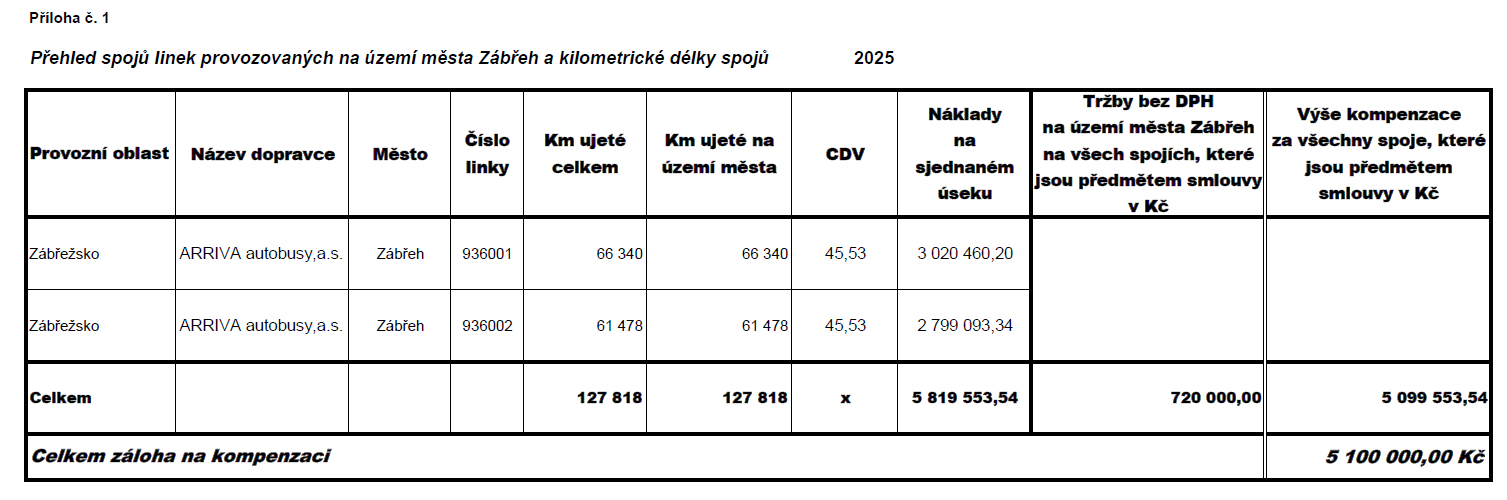 Příloha č. 1
Přehled spojů linek provozovaných na území města Zábřeh a kilometrické délky spojů 2025
Provozní oblast
Název dopravce
Město
Číslo
linky
Km ujeté
celkem
Km ujeté na
území města
CDV
Náklady
na
sjednaném
úseku
Tržby bez DPH
na území města Zábřeh
na všech spojích, které
jsou předmětem smlouvy
v Kč
Výše kompenzace
za všechny spoje, které
jsou předmětem
smlouvy v Kč
Zábřežsko ARRIVA autobusy,a.s. Zábřeh 936001 66 340 66 340 45,53 3 020 460,20
Zábřežsko ARRIVA autobusy,a.s. Zábřeh 936002 61 478 61 478 45,53 2 799 093,34
Celkem 127 818 127 818 x 5 819 553,54 720 000,00 5 099 553,54
Celkem záloha na kompenzaci 5 100 000,00 Kč